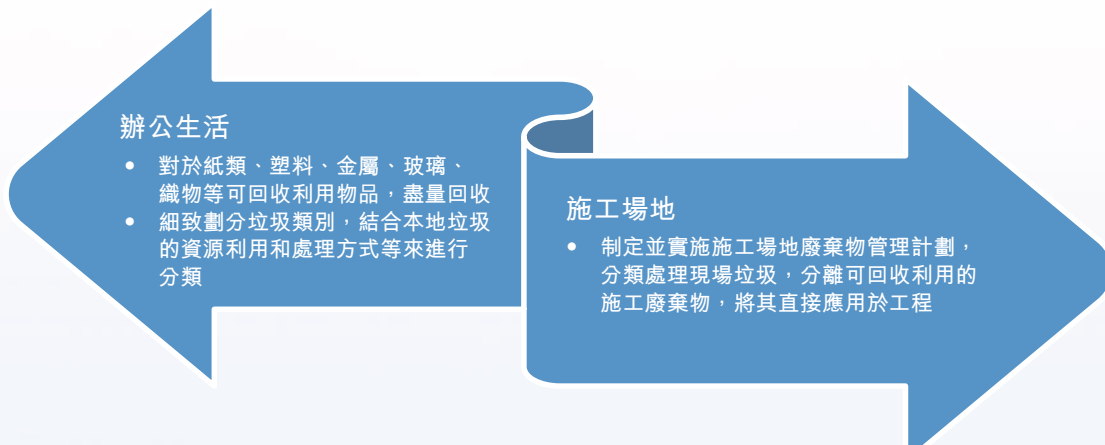 辦公生活
• 對於紙類、塑料、金屬、玻璃、
織物等可回收利用物品，盡量回收
• 細致劃分垃圾類別，結合本地垃圾
的資源利用和處理方式等來進行
分類
施工場地
• 制定並實施施工場地廢棄物管理計劃，
分類處理現場垃圾，分離可回收利用的
施工廢棄物，將其直接應用於工程